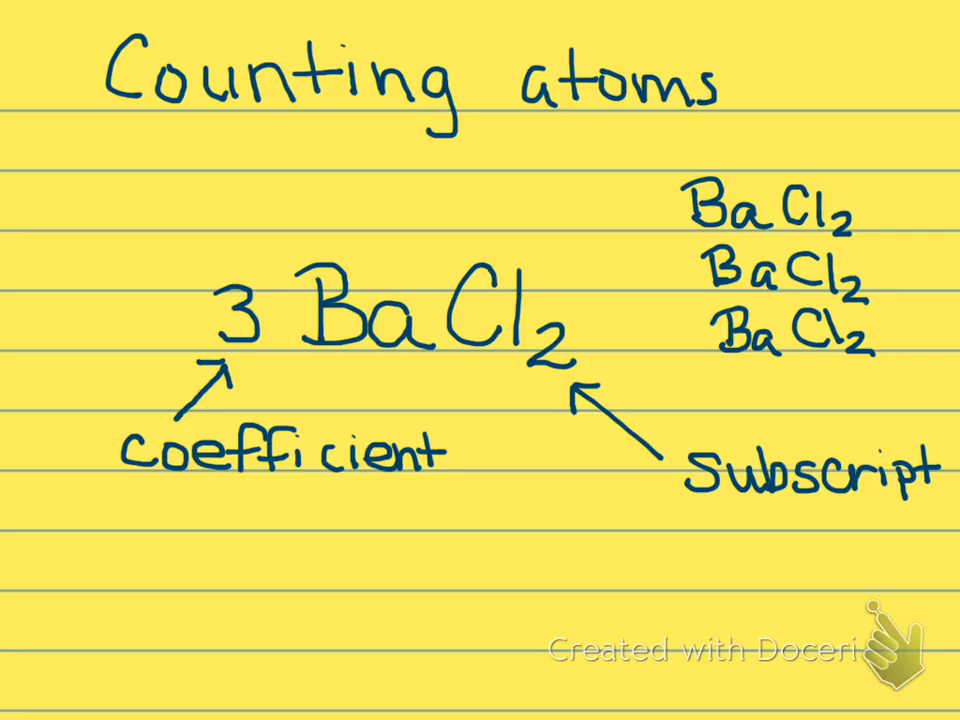 Counting atoms
BaCl₂
BaCl₂
3 BaCl₂
BaCl₂
coefficient
subscript
Created with Doceri